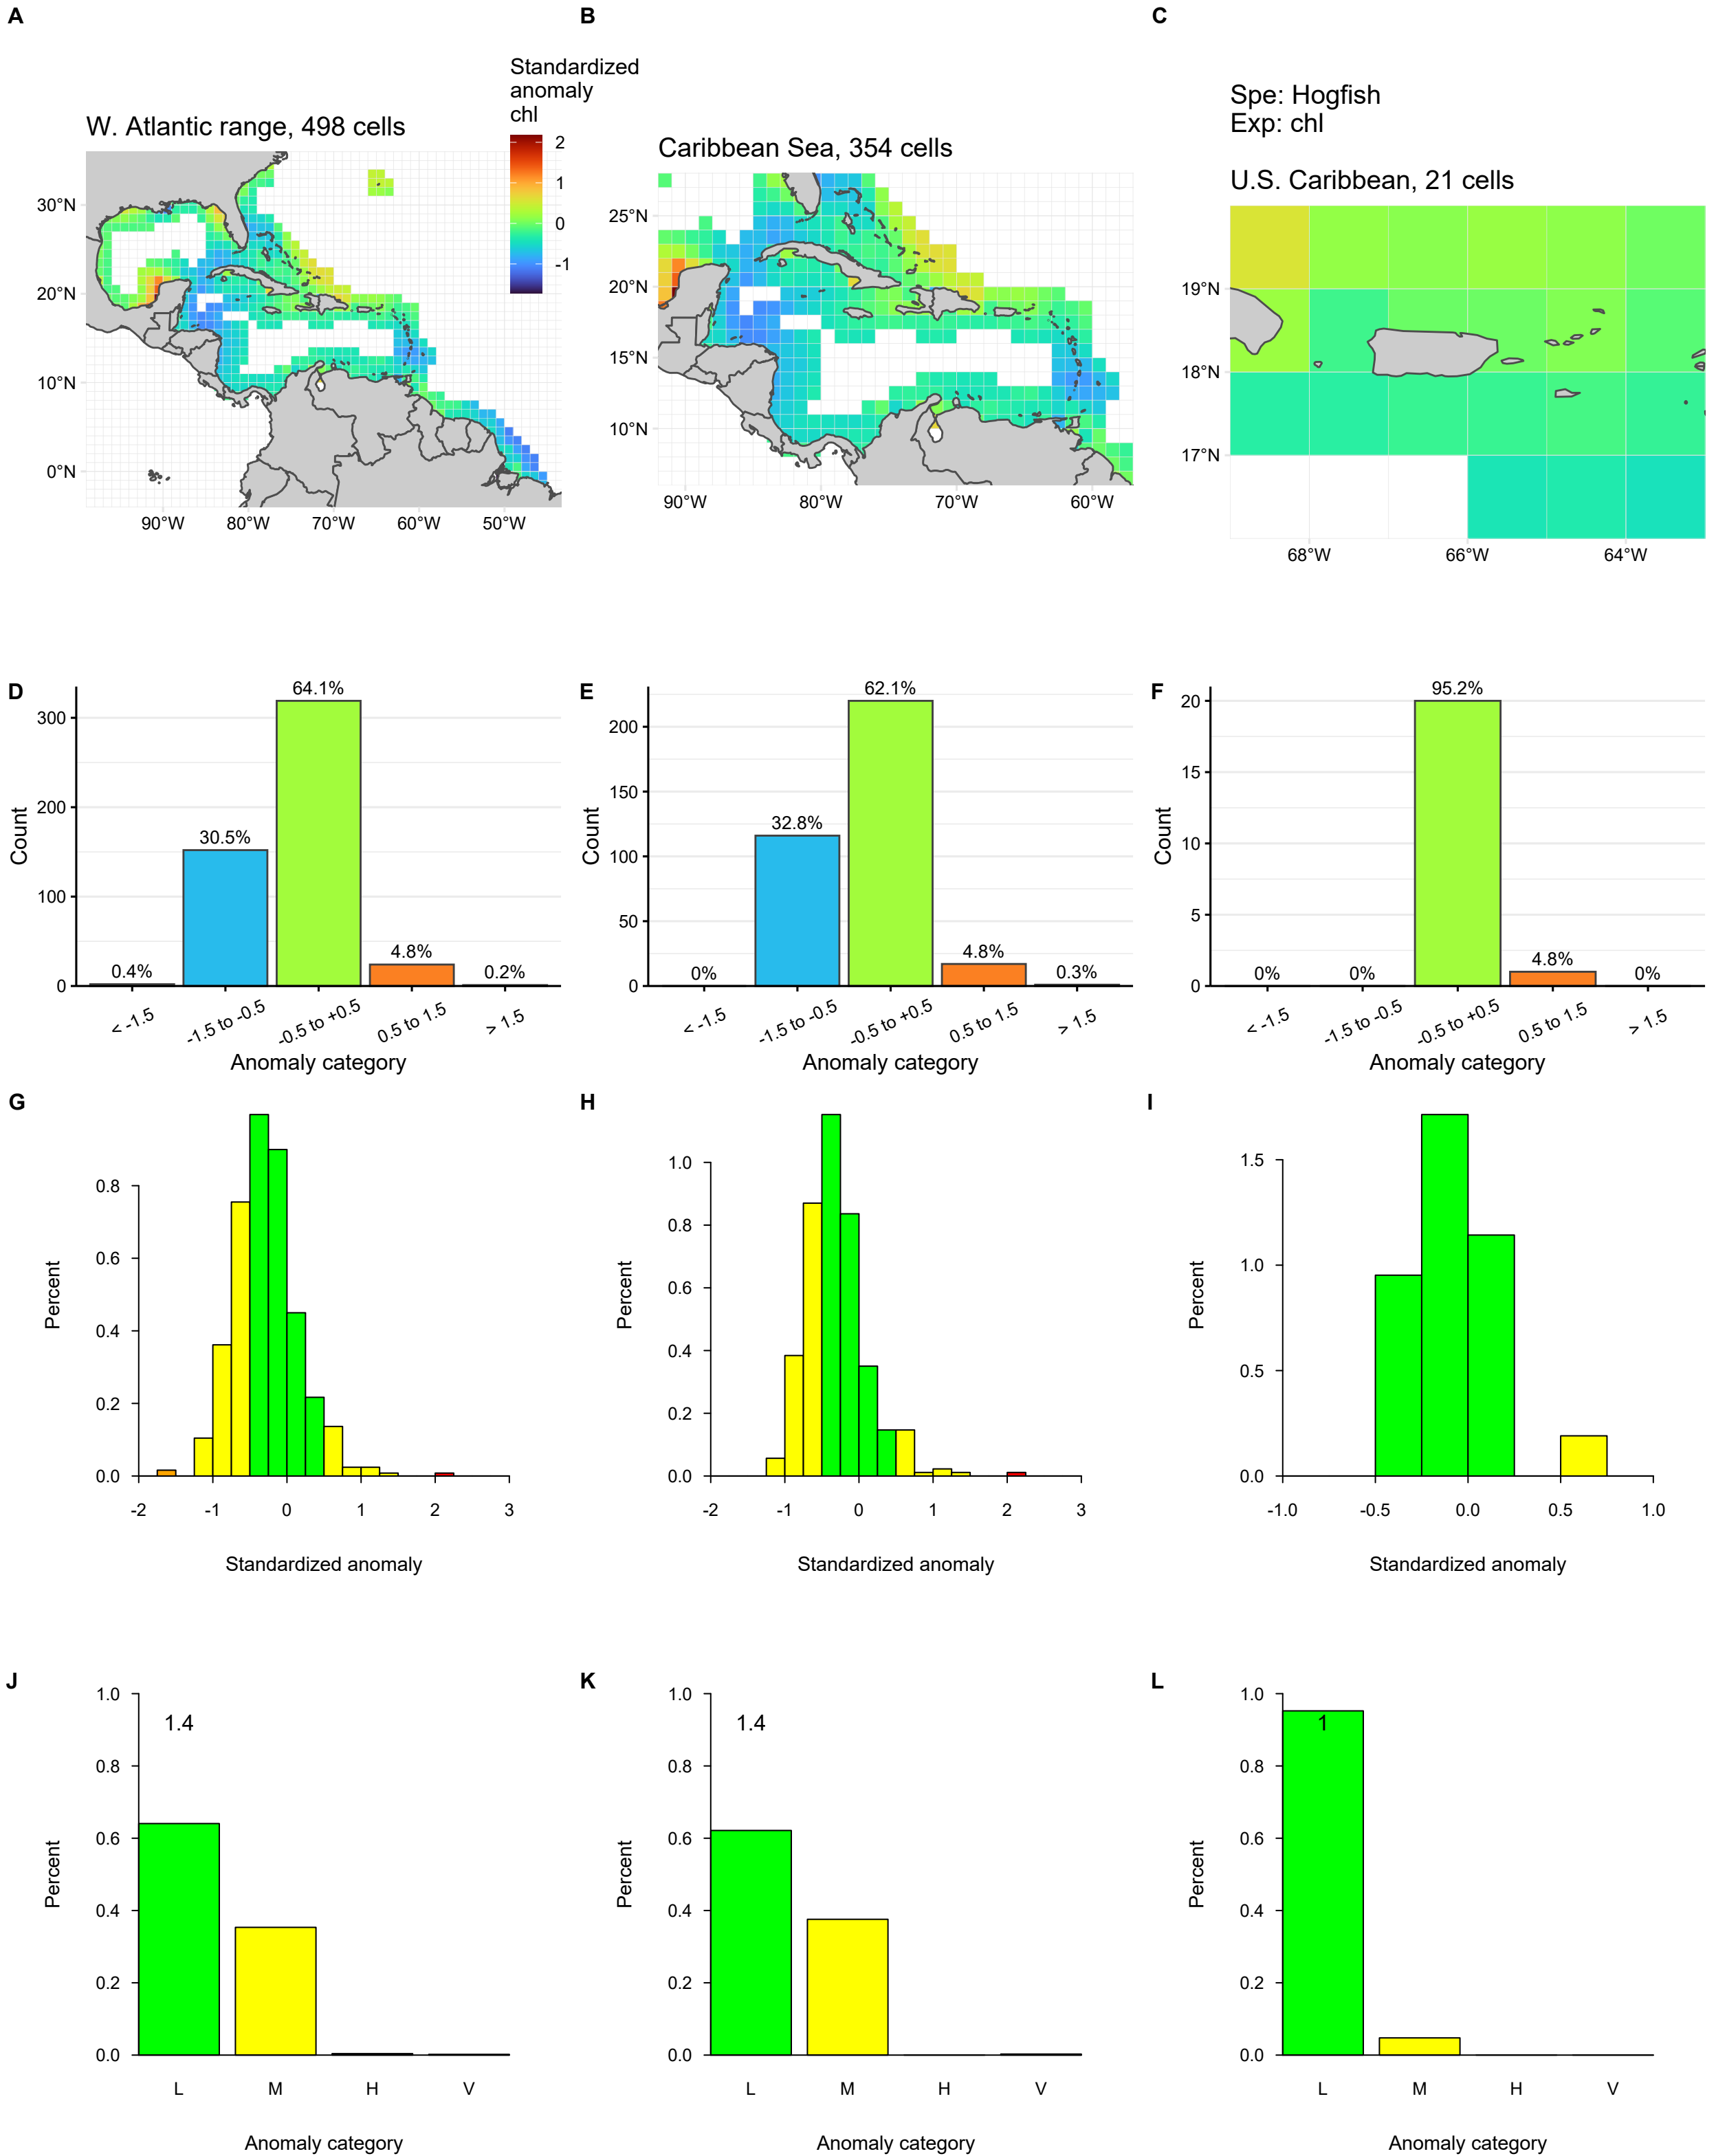 A
B
C
Standardized
anomaly
chl
2
1
0
-1
W. Atlantic range, 498 cells
30°N
20°N
10°N
0°N
90°W 80°W 70°W 60°W 50°W
Caribbean Sea, 354 cells
25°N
20°N
15°N
10°N
90°W 80°W 70°W 60°W
Spe: Hogfish
Exp: chl
U.S. Caribbean, 21 cells
19°N
18°N
17°N
68°W 66°W 64°W
D
Count
300
200
100
0
0.4% 30.5% 64.1% 4.8% 0.2%
< -1.5 -1.5 to -0.5 -0.5 to +0.5 0.5 to 1.5 > 1.5
Anomaly category
E
Count
200
150
100
50
0
0% 32.8% 62.1% 4.8% 0.3%
< -1.5 -1.5 to -0.5 -0.5 to +0.5 0.5 to 1.5 > 1.5
Anomaly category
F
Count
20
15
10
5
0
0% 0% 95.2% 4.8% 0%
< -1.5 -1.5 to -0.5 -0.5 to +0.5 0.5 to 1.5 > 1.5
Anomaly category
G
Percent
0.8
0.6
0.4
0.2
0.0
-2 -1 0 1 2 3
Standardized anomaly
H
Percent
1.0
0.8
0.6
0.4
0.2
0.0
-2 -1 0 1 2 3
Standardized anomaly
I
Percent
1.5
1.0
0.5
0.0
-1.0 -0.5 0.0 0.5 1.0
Standardized anomaly
J
Percent
1.0
0.8
0.6
0.4
0.2
0.0
1.4
L M H V
Anomaly category
K
Percent
1.0
0.8
0.6
0.4
0.2
0.0
1.4
L M H V
Anomaly category
L
Percent
1.0
0.8
0.6
0.4
0.2
0.0
1
L M H V
Anomaly category